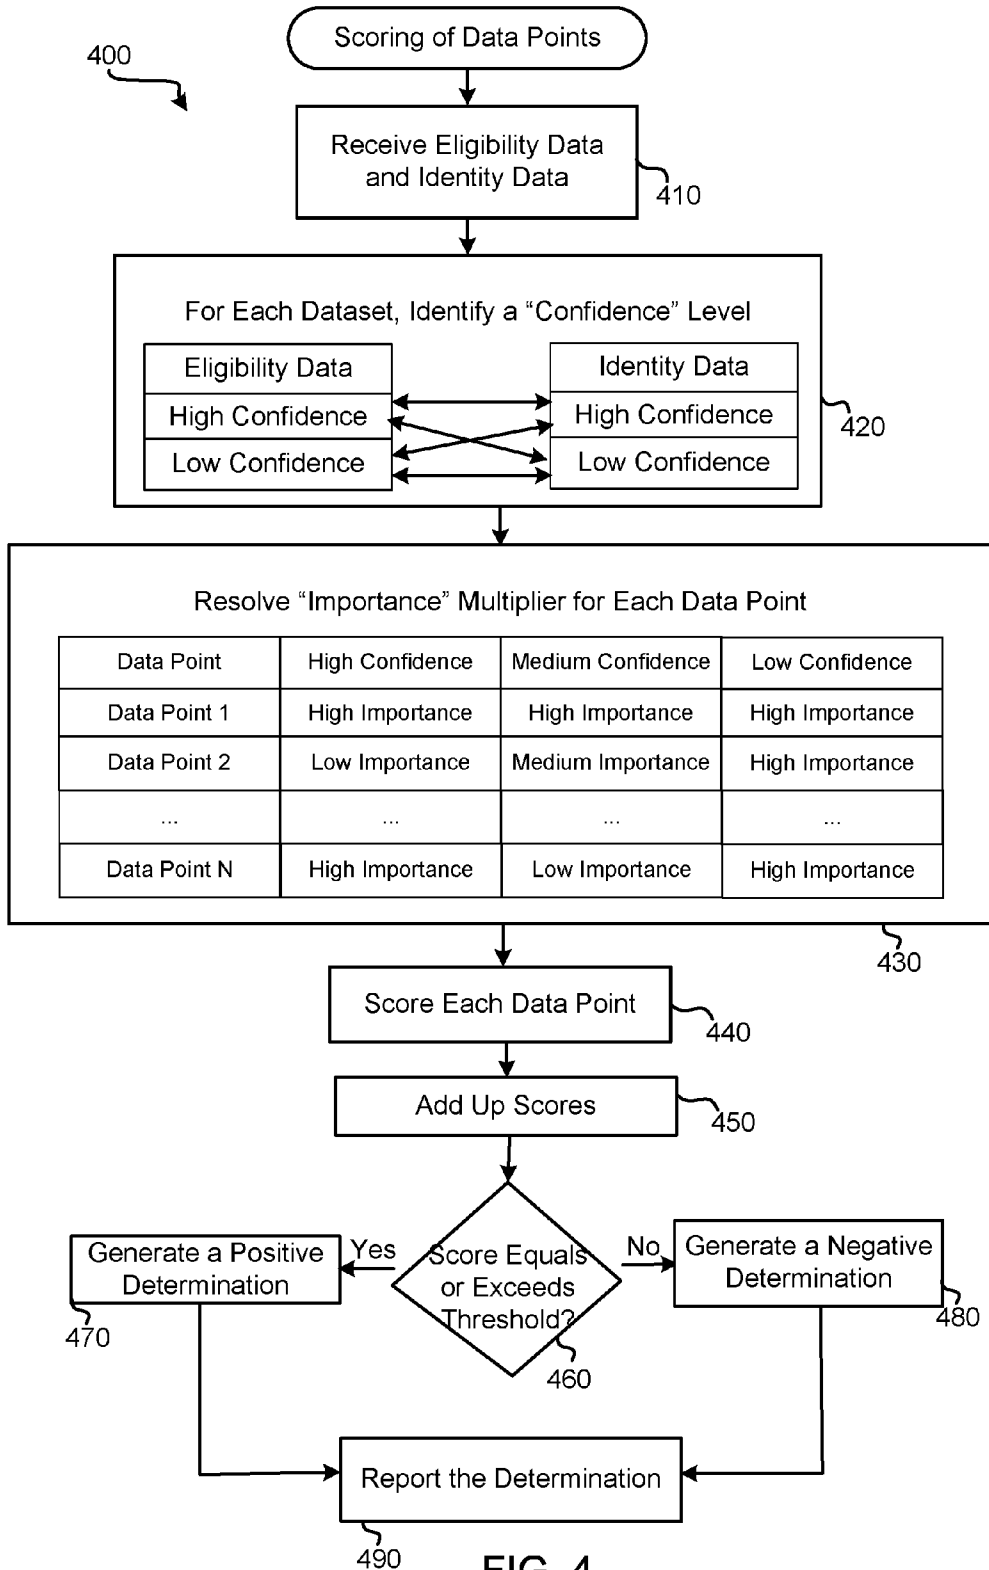 Scoring of Data Points
400
Receive Eligibility Data
and Identity Data
410
For Each Dataset, Identify a “Confidence” Level
Eligibility Data
High Confidence
Low Confidence
Identity Data
High Confidence
Low Confidence
420
Resolve “Importance” Multiplier for Each Data Point
Data Point High Confidence Medium Confidence Low Confidence
Data Point 1 High Importance High Importance High Importance
Data Point 2 Low Importance Medium Importance High Importance
... ... ... ...
Data Point N High Importance Low Importance High Importance
430
Score Each Data Point
440
Add Up Scores
450
Score Equals
or Exceeds
Threshold?
460
Yes
No
Generate a Positive
Determination
470
Generate a Negative
Determination
480
Report the Determination
490
FIG. 4